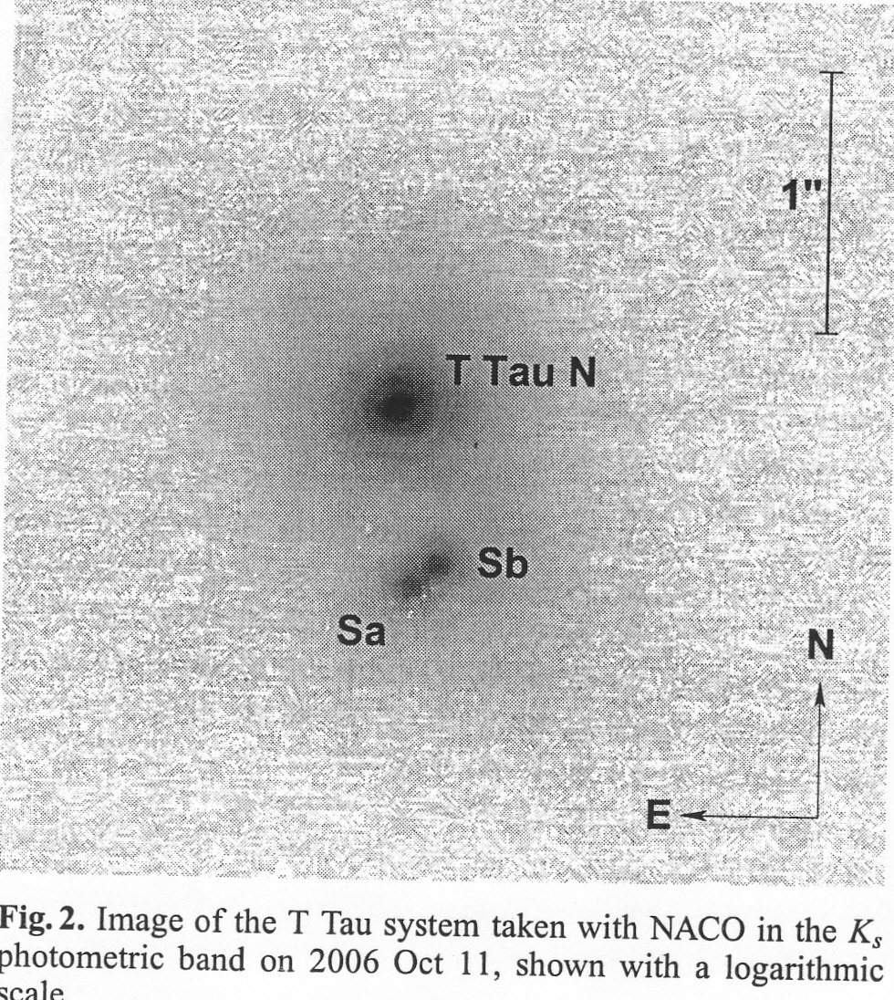 1"
T Tau N
Sb
Sa
N
E
Fig. 2. Image of the T Tau system taken with NACO in the Ks
photometric band on 2006 Oct 11, shown with a logarithmic
scale